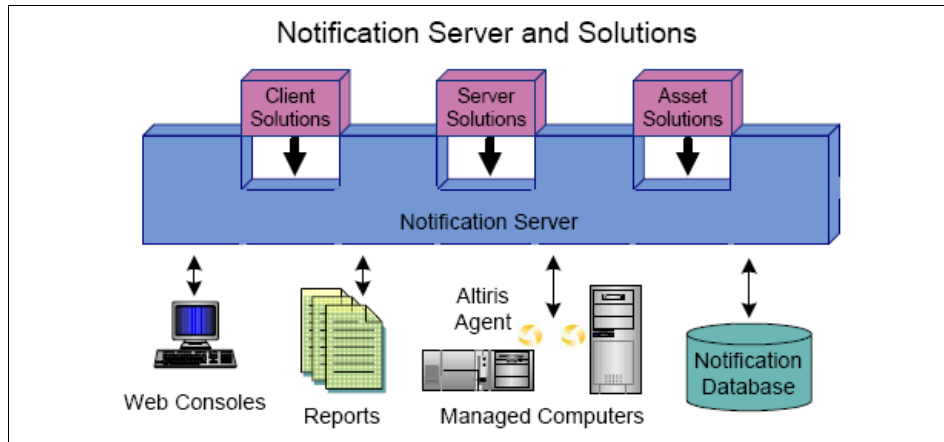 Notification Server and Solutions
Client
Solutions
Server
Solutions
Asset
Solutions
Notification Server
Altiris
Agent
Notification
Database
Web Consoles
Reports
Managed Computers